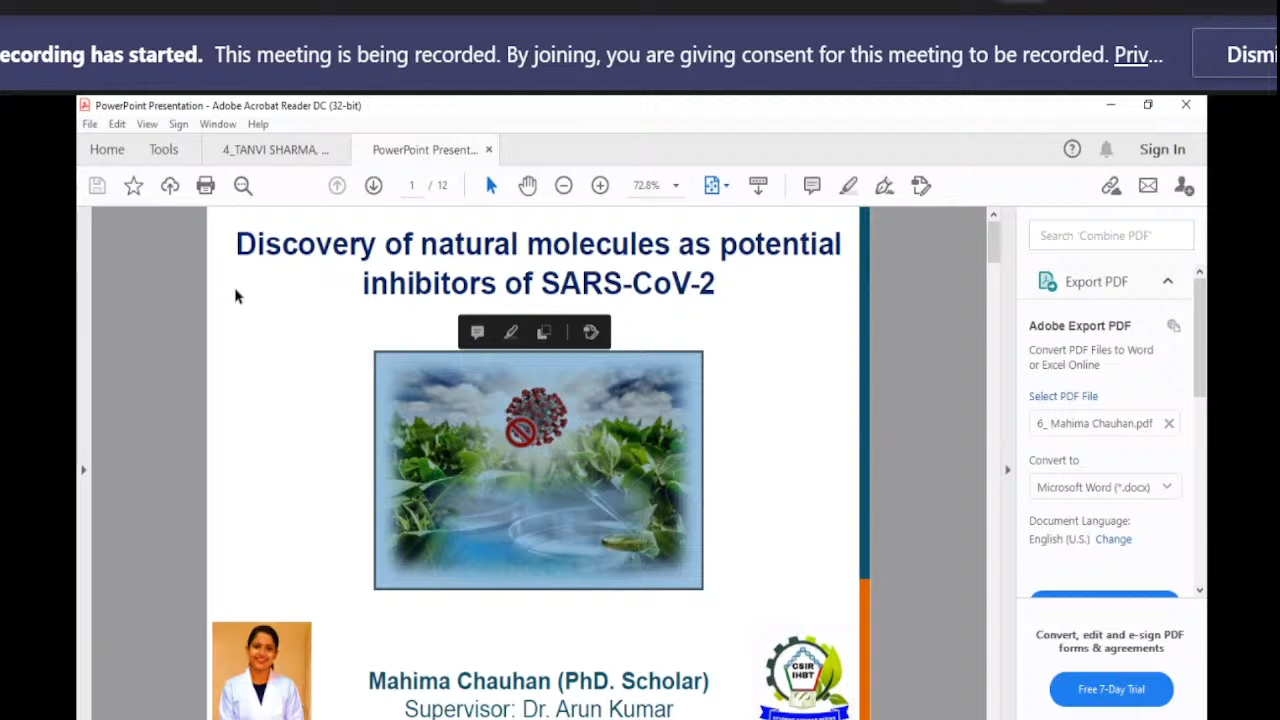 ecording has started. This meeting is being recorded. By joining, you are giving consent for this meeting to be recorded. Priv...
Dismi
PowerPoint Presentation - Adobe Acrobat Reader DC (32-bit)
File Edit View Sign Window Help
Home Tools 4_TANVI SHARMA, ... PowerPoint Present... × Sign In
1 / 12 72.8%
Discovery of natural molecules as potential
inhibitors of SARS-CoV-2
Mahima Chauhan (PhD. Scholar)
Supervisor: Dr. Arun Kumar
CSIR
IHBT
Search 'Combine PDF'
Export PDF
Adobe Export PDF
Convert PDF Files to Word
or Excel Online
Select PDF File
6_ Mahima Chauhan.pdf
Convert to
Microsoft Word (*.docx)
Document Language:
English (U.S.) Change
Convert, edit and e-sign PDF
forms & agreements
Free 7-Day Trial